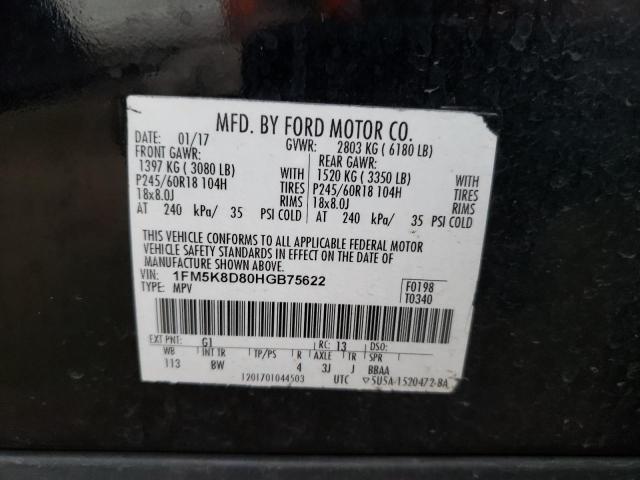 MFD. BY FORD MOTOR CO.
DATE: 01/17 GVWR: 2803 KG ( 6180 LB)
FRONT GAWR: REAR GAWR:
1397 KG ( 3080 LB) 1520 KG ( 3350 LB)
P245/60R18 104H TIRES P245/60R18 104H TIRES
18x8.0J RIMS 18x8.0J RIMS
AT 240 kPa/ 35 PSI COLD AT 240 kPa/ 35 PSI COLD
THIS VEHICLE CONFORMS TO ALL APPLICABLE FEDERAL MOTOR
VEHICLE SAFETY STANDARDS IN EFFECT ON THE DATE OF
MANUFACTURE SHOWN ABOVE.
VIN: 1FM5K8D80HGB75622 F0198
TYPE: MPV T0340
EXT PNT: G1 RC: 13 DSO:
WB INT TR TP/PS R AXLE TR SPR
113 BW 4 3J J BBAA
1201701044503 UTC ▽5U5A-1520472-BA